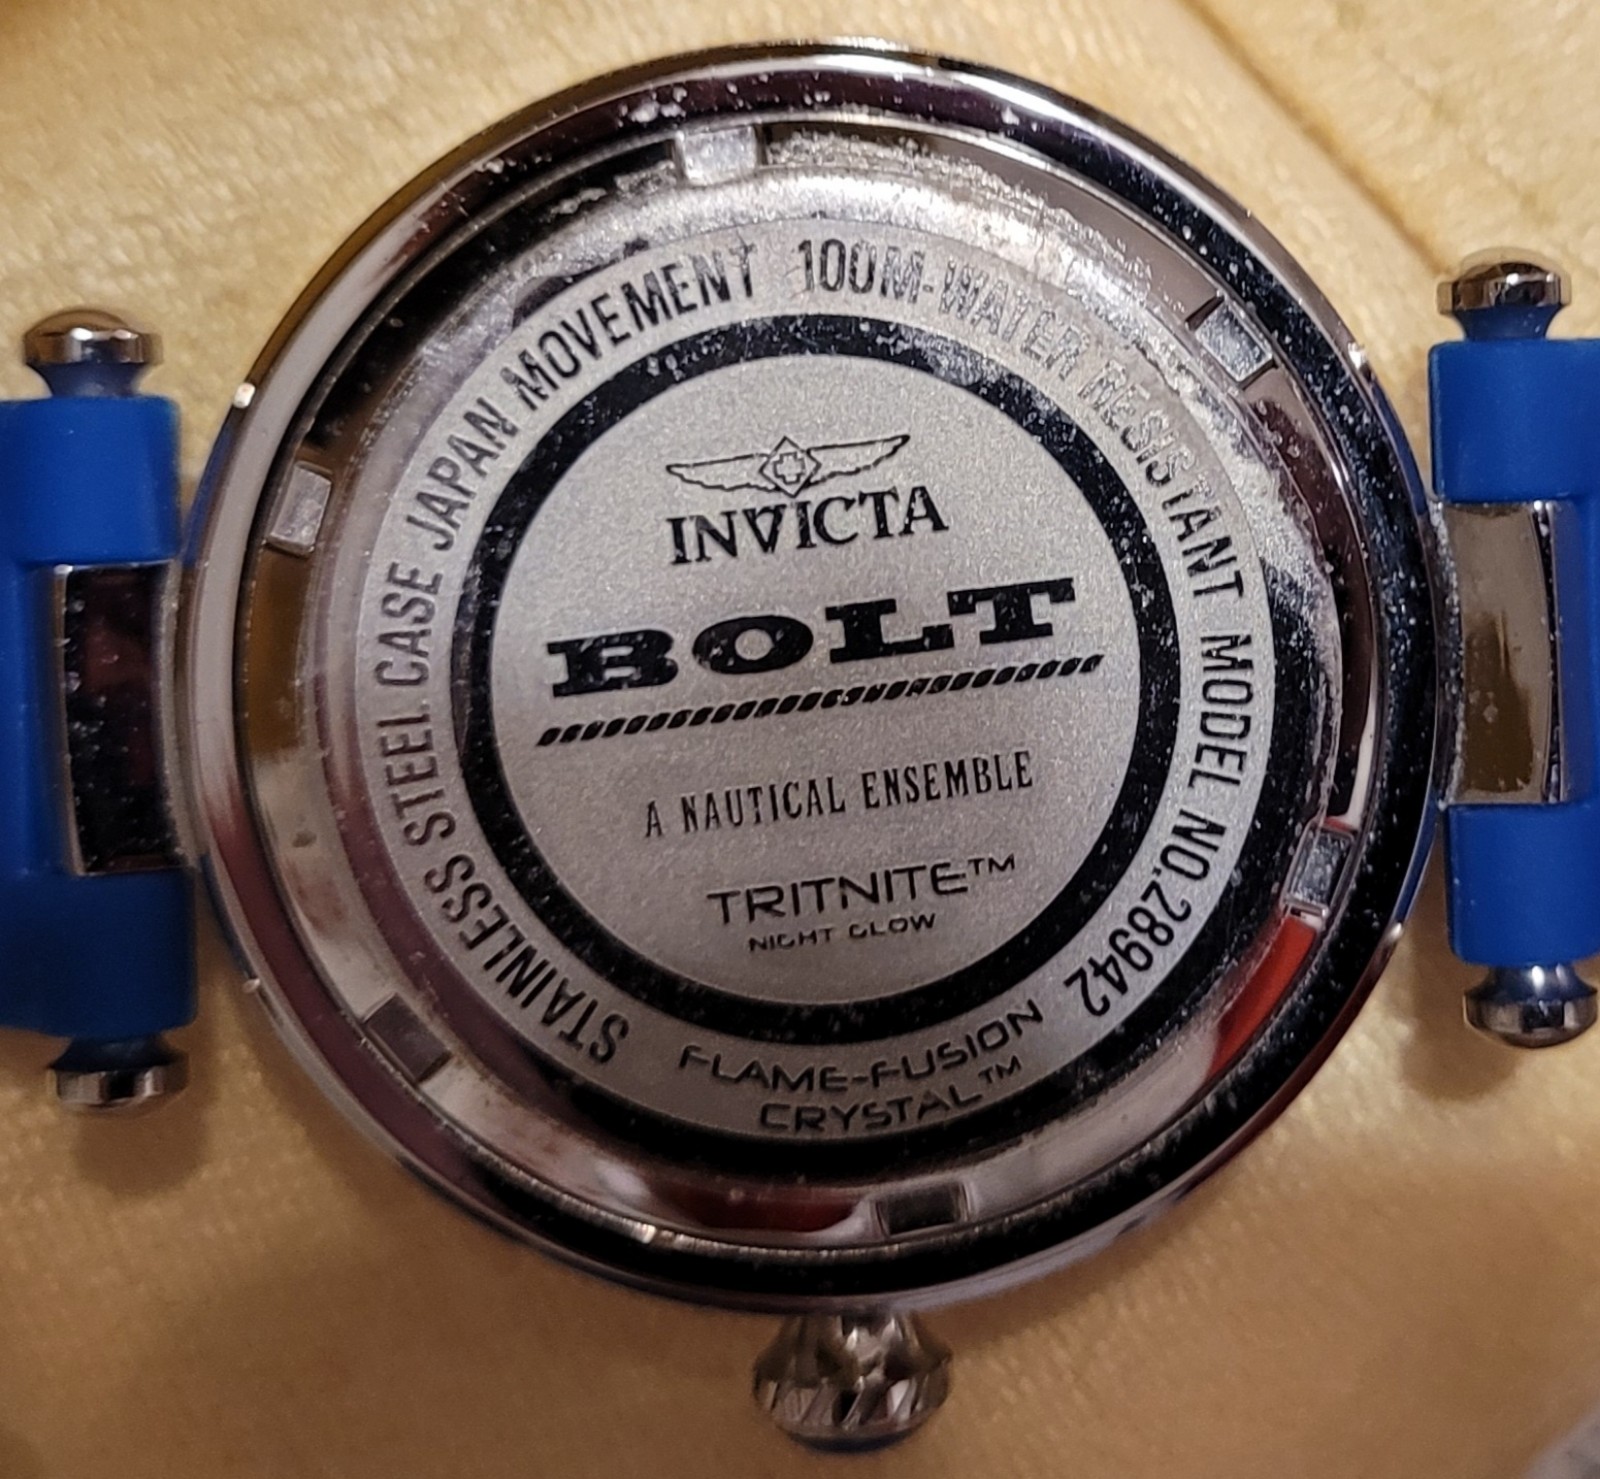 INVICTA
BOLT
A NAUTICAL ENSEMBLE
TRITNITE™
NIGHT GLOW
STAINLESS STEEL CASE JAPAN MOVEMENT 100M-WATER RESISTANT MODEL NO.28942
FLAME-FUSION
CRYSTAL™